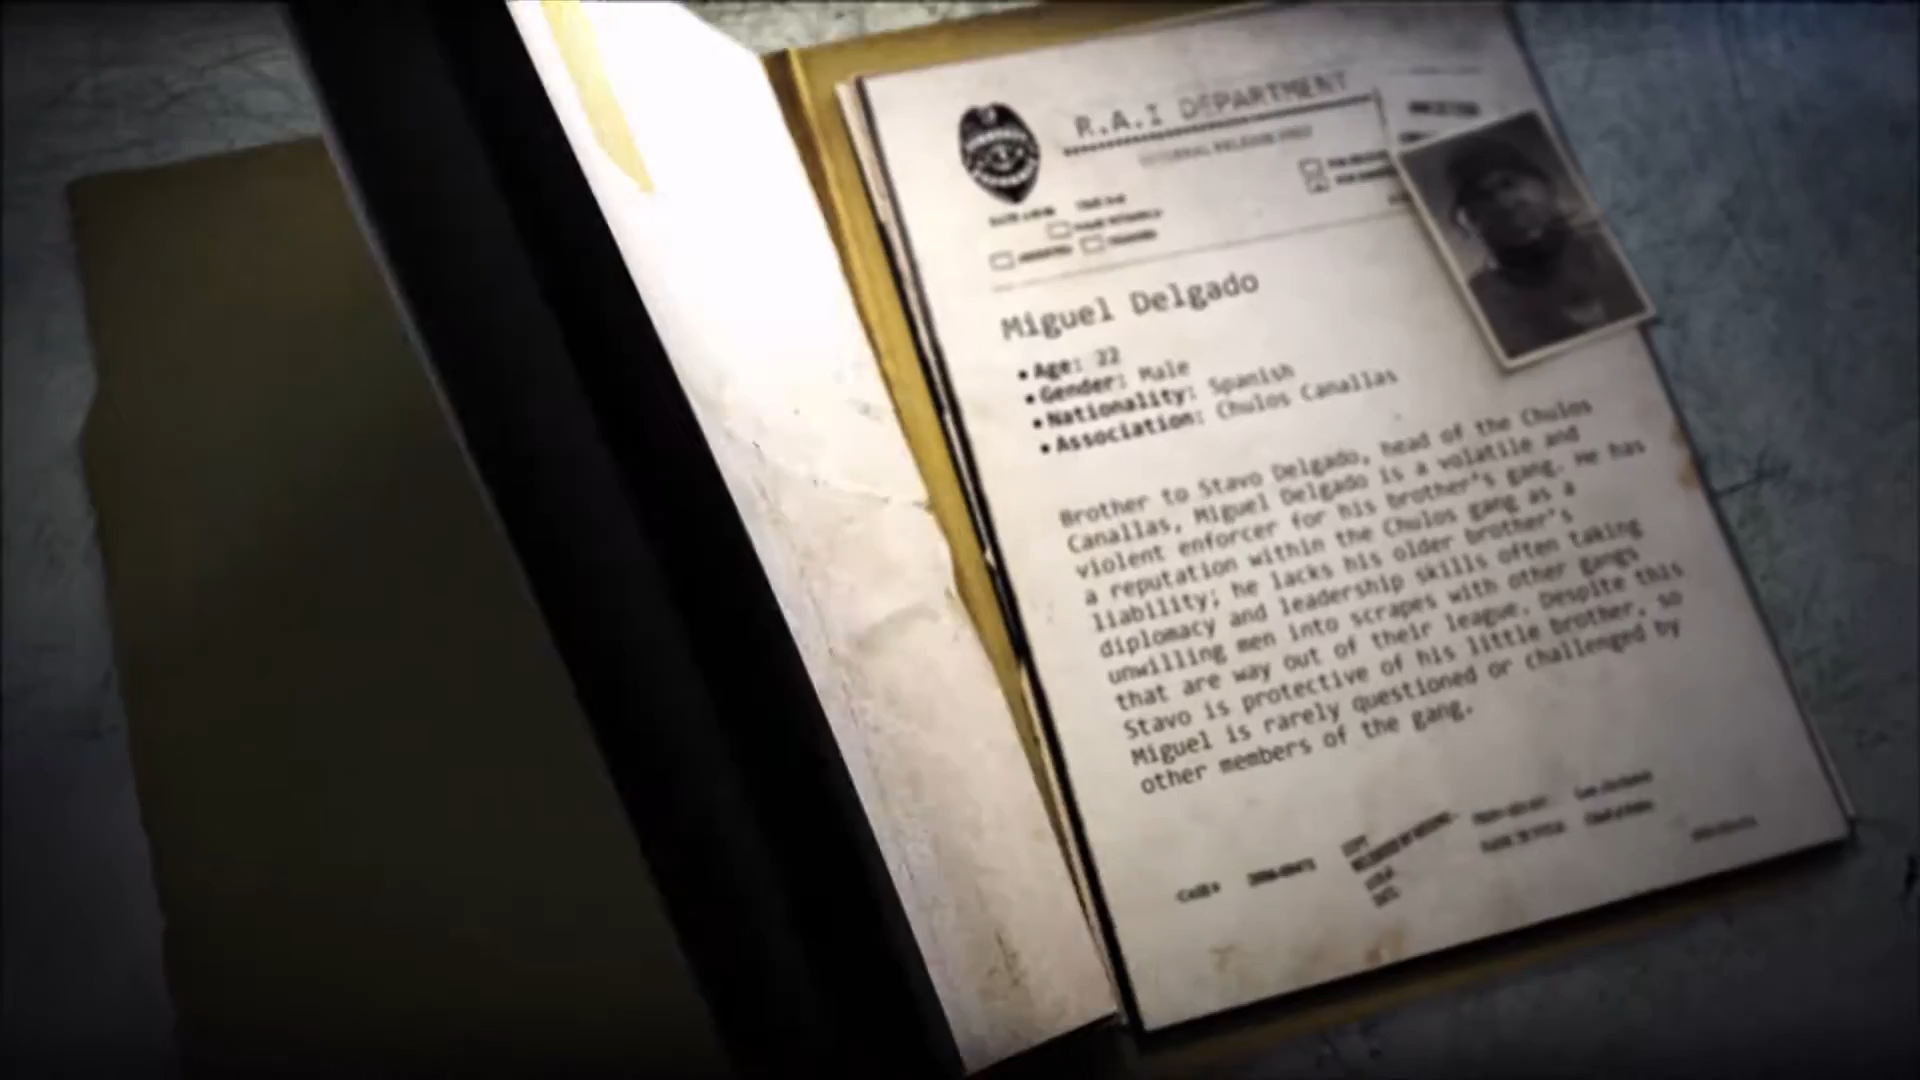 R.A.I DEPARTMENT
Miguel Delgado
• Age: 22
• Gender: Male
• Nationality: Spanish
• Association: Chulos Canallas
Brother to Stavo Delgado, head of the Chulos
Canallas, Miguel Delgado is a volatile and
violent enforcer for his brother's gang. He has
a reputation within the Chulos gang as a
liability; he lacks his older brother's
diplomacy and leadership skills often taking
unwilling men into scrapes with other gangs
that are way out of their league. Despite this
Stavo is protective of his little brother, so
Miguel is rarely questioned or challenged by
other members of the gang.